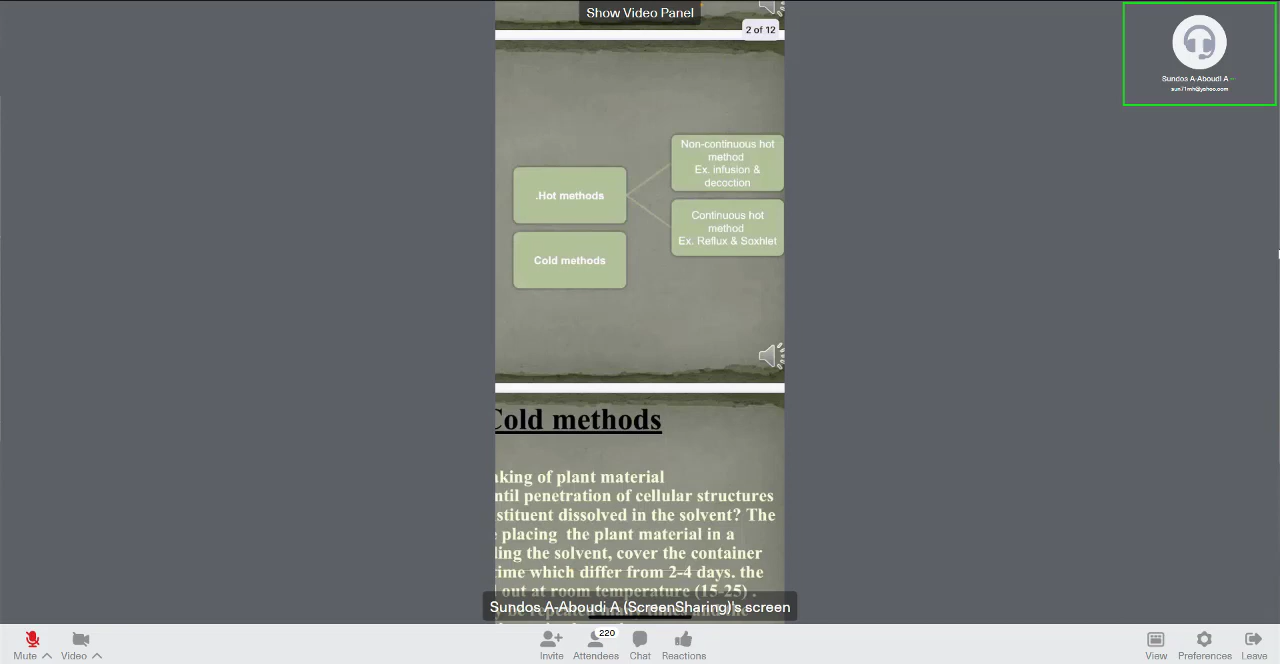 Show Video Panel
2 of 12
Sundos A-Aboudi A
sun71mh@yahoo.com
Non-continuous hot
method
Ex. infusion &
decoction
.Hot methods
Continuous hot
method
Ex. Reflux & Soxhlet
Cold methods
Cold methods
aking of plant material
ntil penetration of cellular structures
stituent dissolved in the solvent? The
placing the plant material in a
ling the solvent, cover the container
ime which differ from 2-4 days. the
out at room temperature (15-25) .
Sundos A-Aboudi A (ScreenSharing)'s screen
220
Mute
Video
Invite
Attendees
Chat
Reactions
View
Preferences
Leave